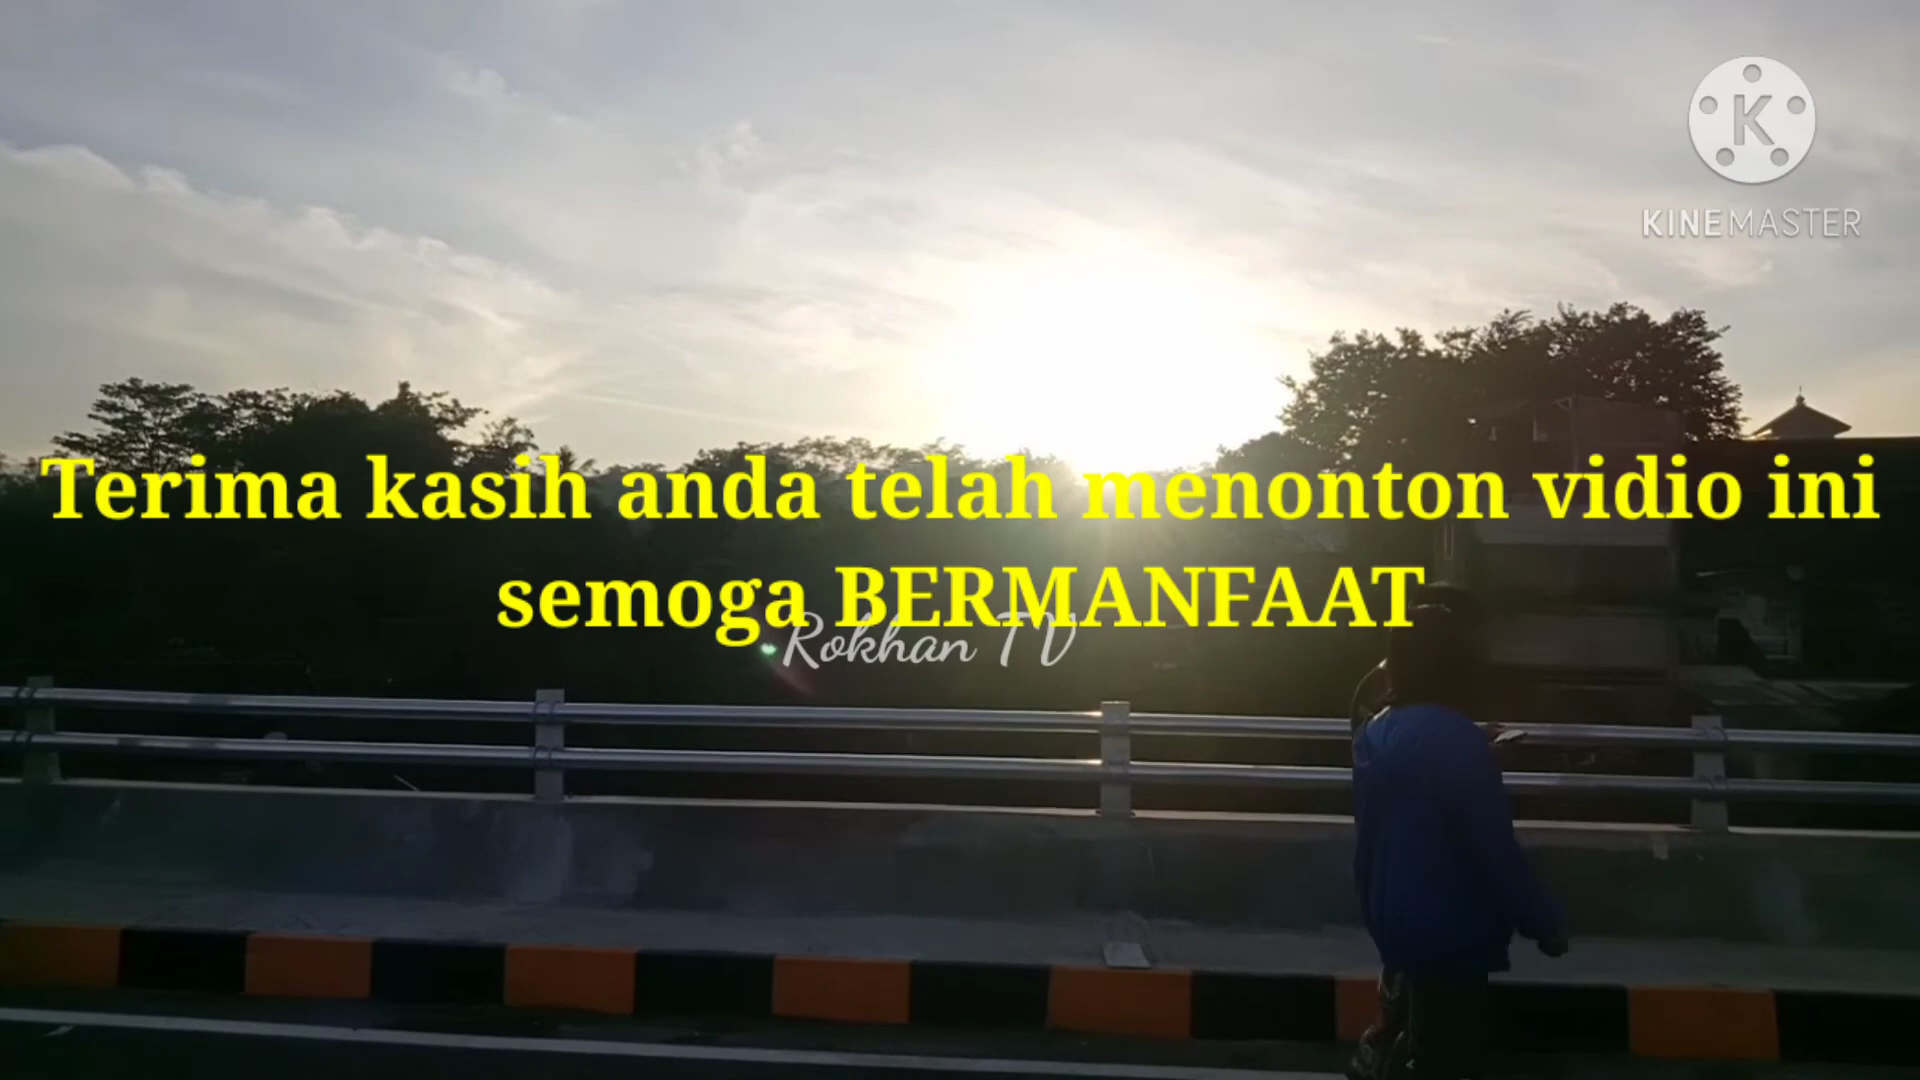 K
KINEMASTER
Terima kasih anda telah menonton vidio ini
semoga BERMANFAAT
Rokhan TV